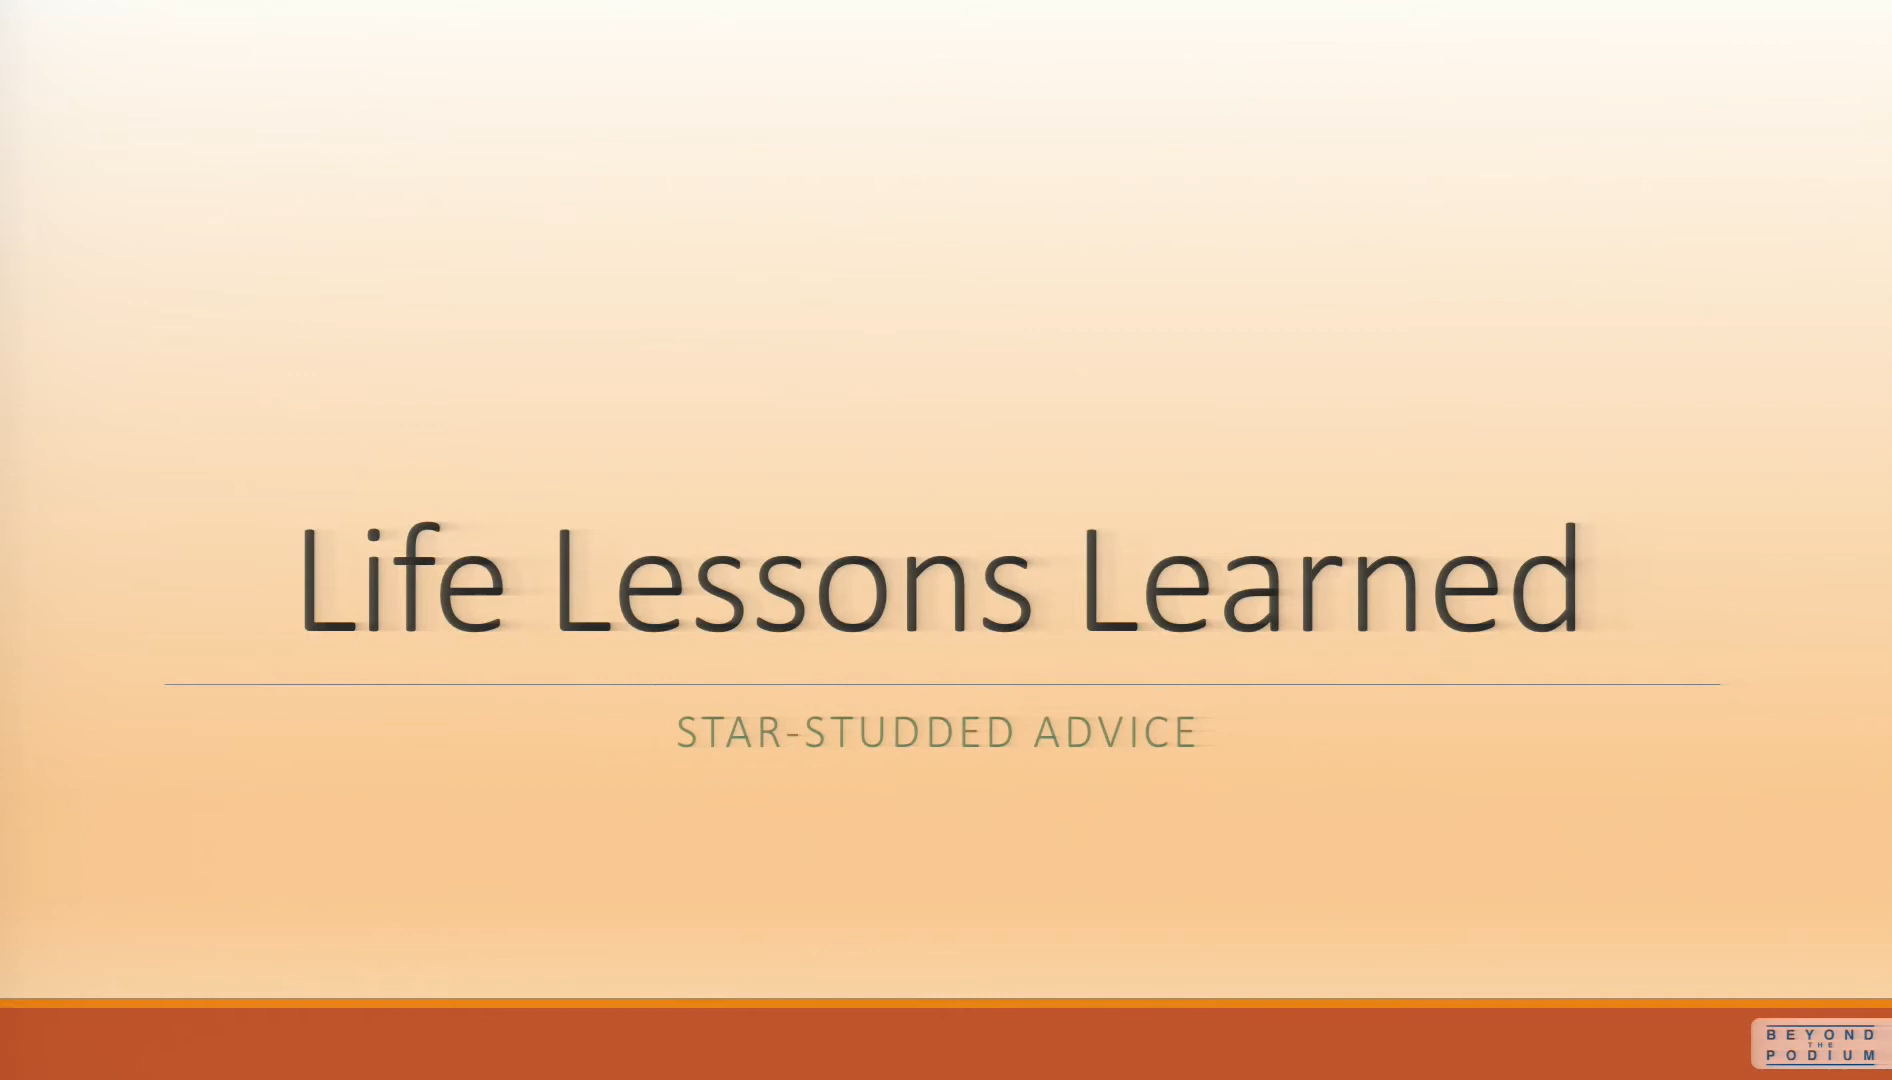 Life Lessons Learned
STAR-STUDDED ADVICE
BEYOND
THE
PODIUM